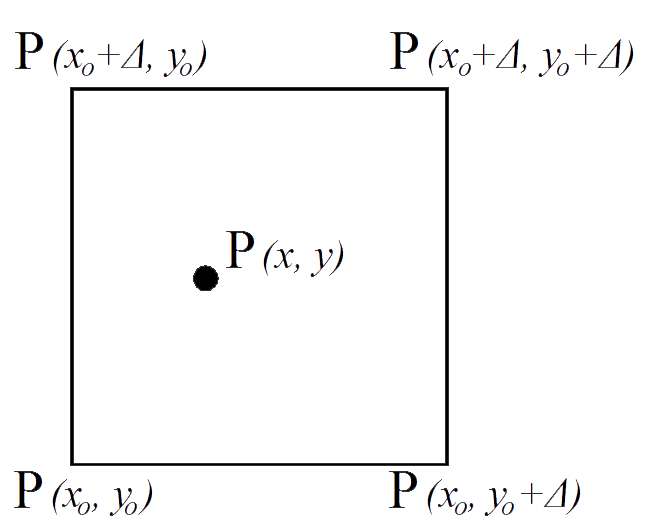 P (xo+Δ, yo) P (xo+Δ, yo+Δ)
P (x, y)
P (xo, yo) P (xo, yo+Δ)